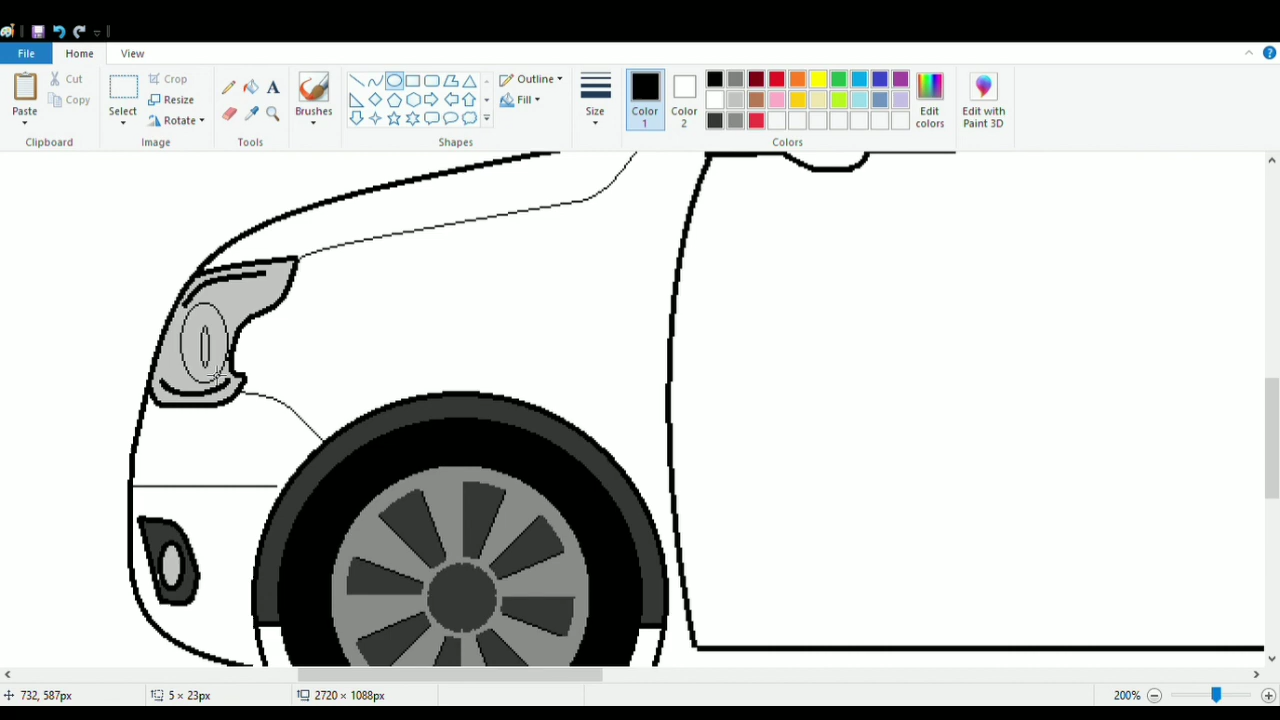 File Home View
Paste
Cut
Copy
Clipboard
Select
Crop
Resize
Rotate
Image
A
Tools
Brushes
Outline
Fill
Shapes
Size
Color 1
Color 2
Edit colors
Colors
Edit with Paint 3D
732, 587px
5 × 23px
2720 × 1088px
200%